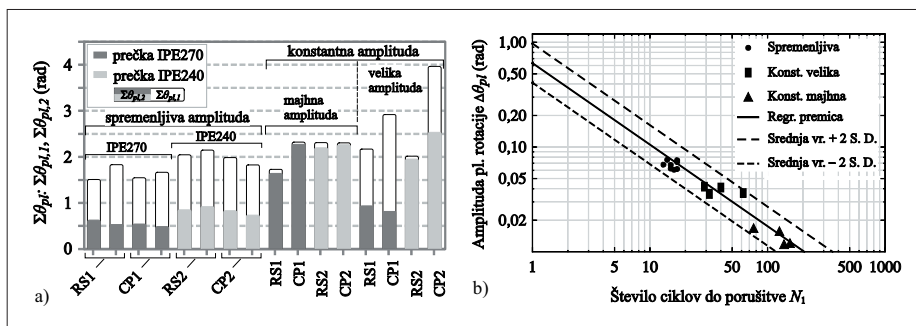 Σθpl: Σθpl,1, Σθpl,2 (rad)
4
3
2
1
0
prečka IPE270
prečka IPE240
Σθpl,2 Σθpl,1
konstantna amplituda
velika
amplituda
majhna
amplituda
spremenljiva amplituda
IPE270
IPE240
RS1
CP1
RS2
CP2
RS1
CP1
RS2
CP2
RS1
CP1
RS2
CP2
a)
Amplituda pl. rotacije Δθpl (rad)
1,00
0,50
0,20
0,10
0,05
0,02
Spremenljiva
Konst. velika
Konst. majhna
Regr. premica
Srednja vr. + 2 S. D.
Srednja vr. − 2 S. D.
1
5
10
50
100
500
1000
Število ciklov do porušitve N1
b)